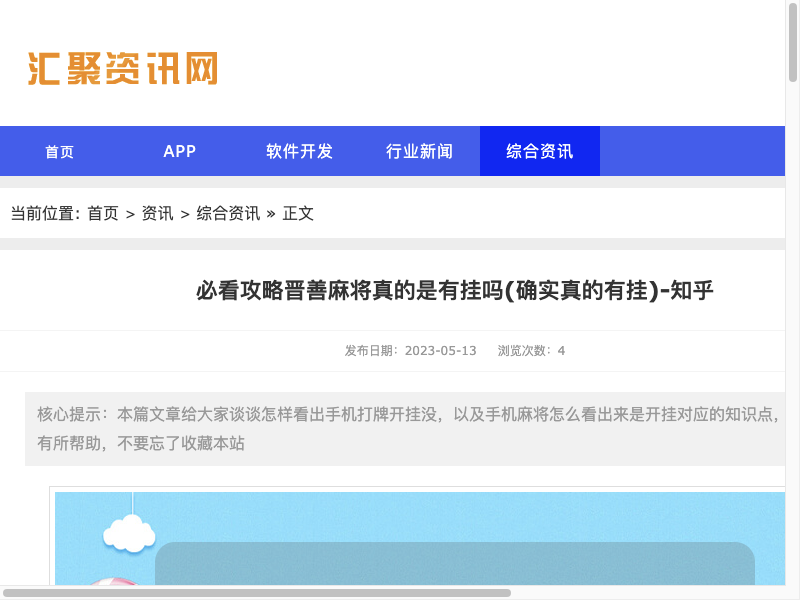 汇聚资讯网
首页 APP 软件开发 行业新闻 综合资讯
当前位置: 首页 > 资讯 > 综合资讯 » 正文
必看攻略晋善麻将真的是有挂吗(确实真的有挂)-知乎
发布日期：2023-05-13 浏览次数：4
核心提示：本篇文章给大家谈谈怎样看出手机打牌开挂没，以及手机麻将怎么看出来是开挂对应的知识点，
有所帮助，不要忘了收藏本站